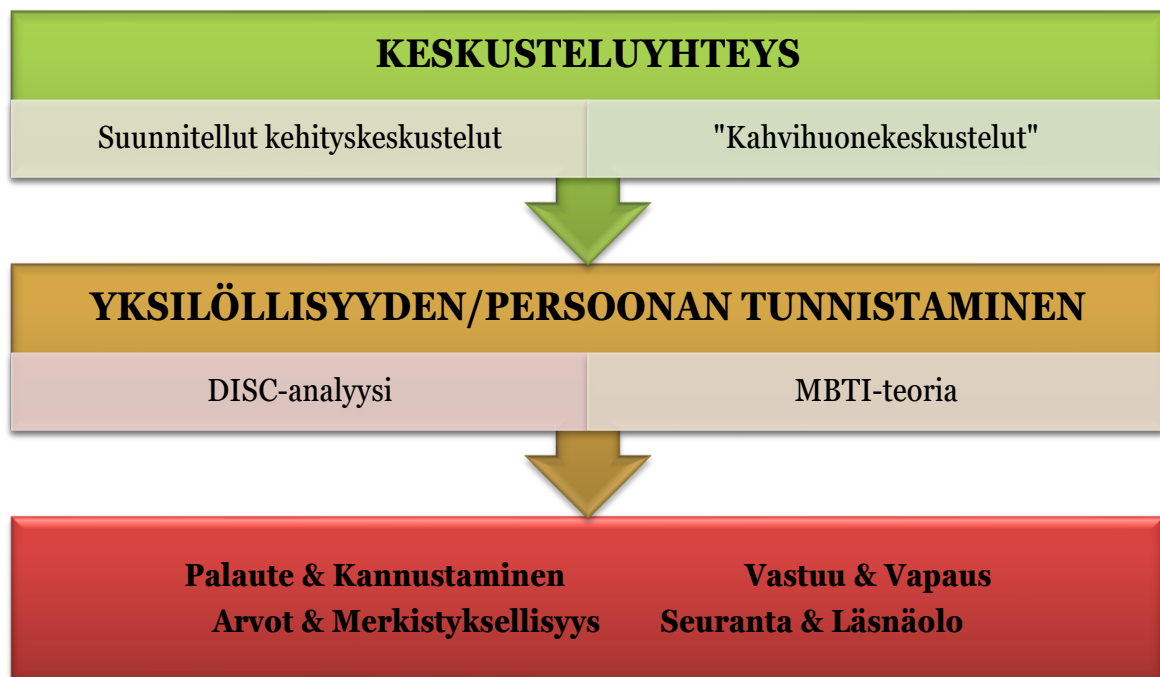 KESKUSTELUYHTEYS
Suunnitellut kehityskeskustelut
"Kahvihuonekeskustelut"
YKSILÖLLISYYDEN/PERSOONAN TUNNISTAMINEN
DISC-analyysi
MBTI-teoria
Palaute & Kannustaminen Vastuu & Vapaus
Arvot & Merkistyksellisyys Seuranta & Läsnäolo